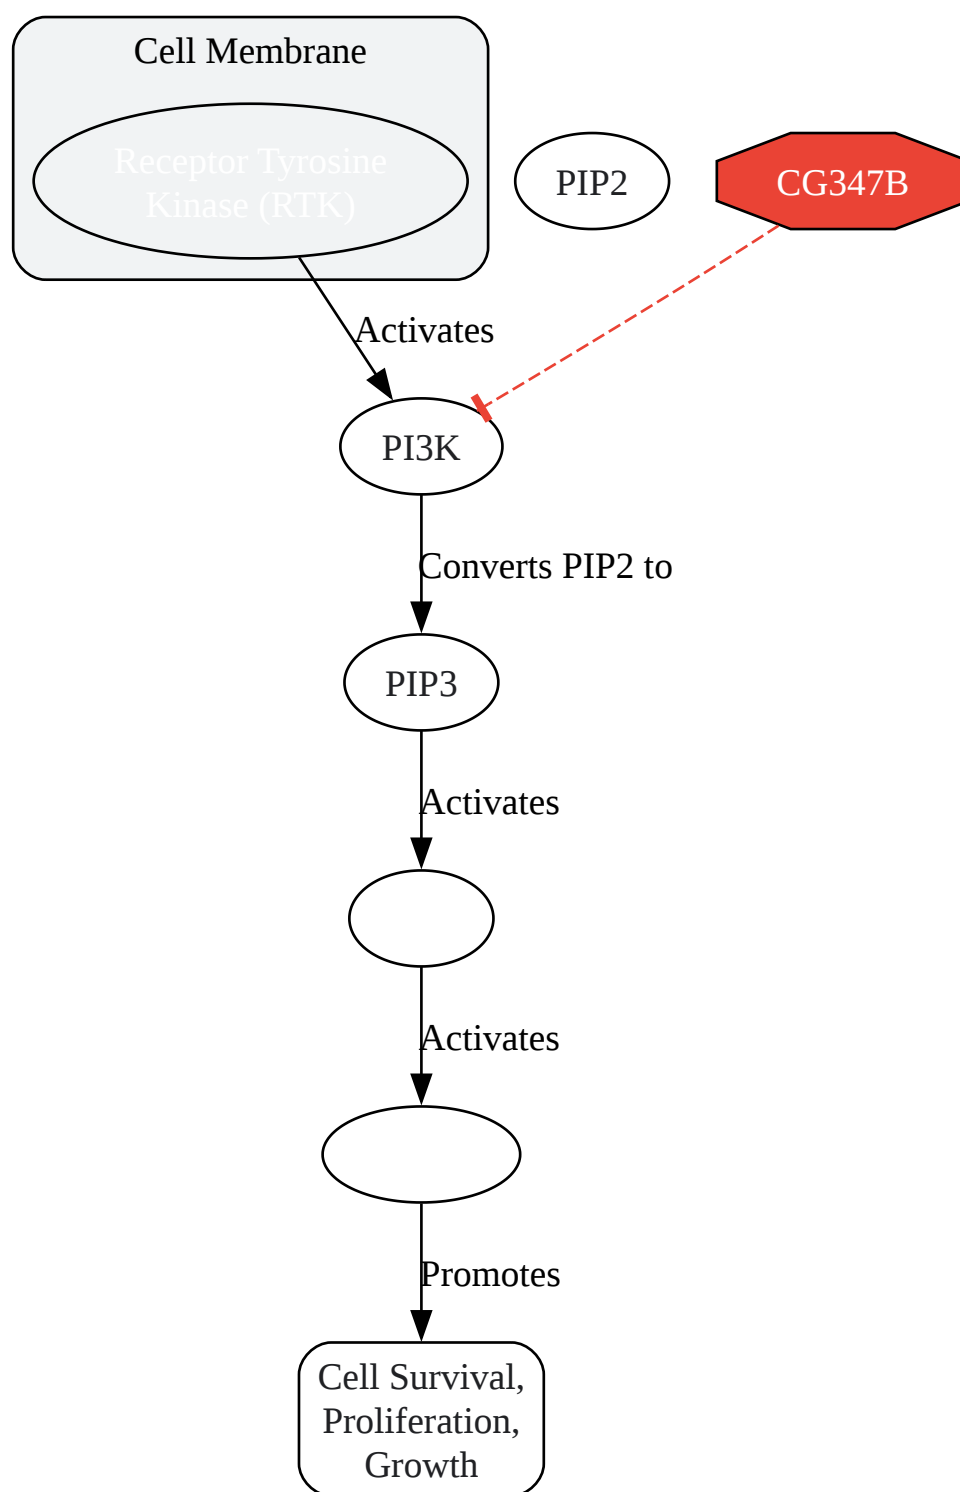 Cell Membrane
Receptor Tyrosine
Kinase (RTK)
PIP2
CG347B
Activates
PI3K
Converts PIP2 to
PIP3
Activates
Activates
Promotes
Cell Survival,
Proliferation,
Growth